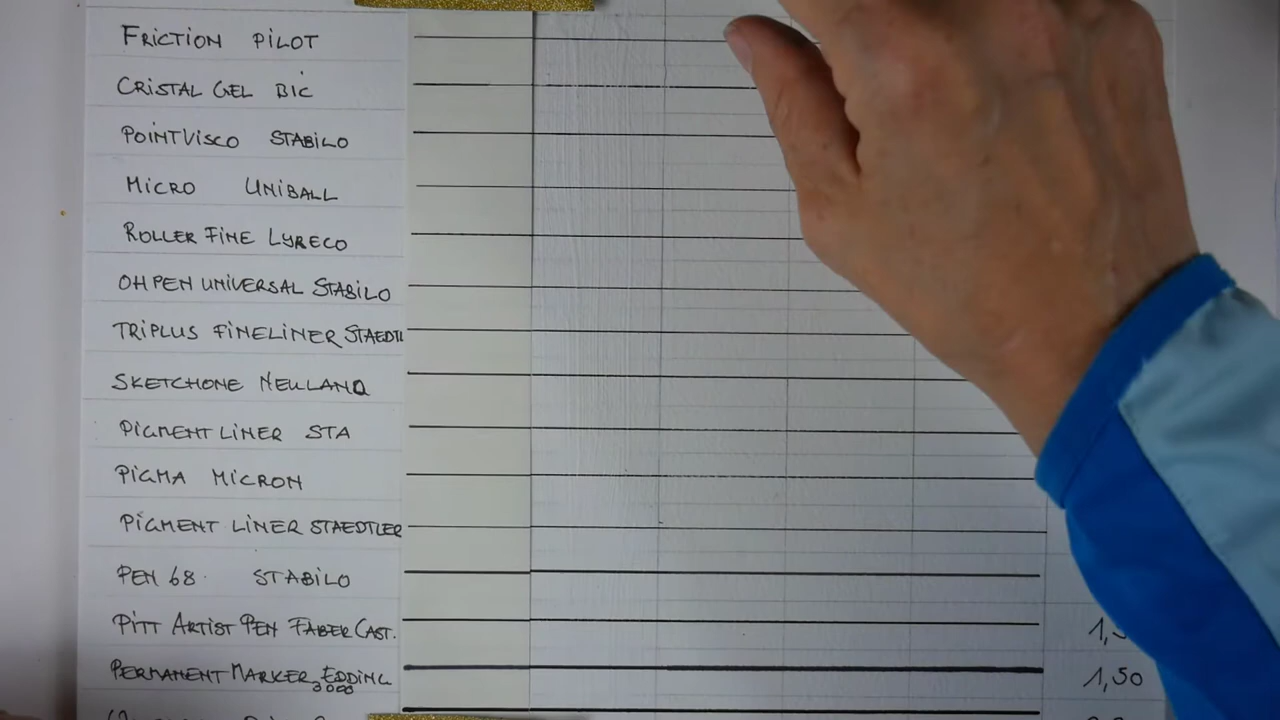 FRICTION PILOT
CRISTAL GEL BIC
POINTVISCO STABILO
MICRO UNIBALL
ROLLER FINE LYRECO
OHPEN UNIVERSAL STABILO
TRIPLUS FINELINER STAEDTL
SKETCHONE NEULAND
PIGMENT LINER STA
PIGMA MICRON
PIGMENT LINER STAEDTLER
PEN 68 STABILO
PITT ARTIST PEN FABER CAST.
PERMANENT MARKER EDDING
3000 1,50